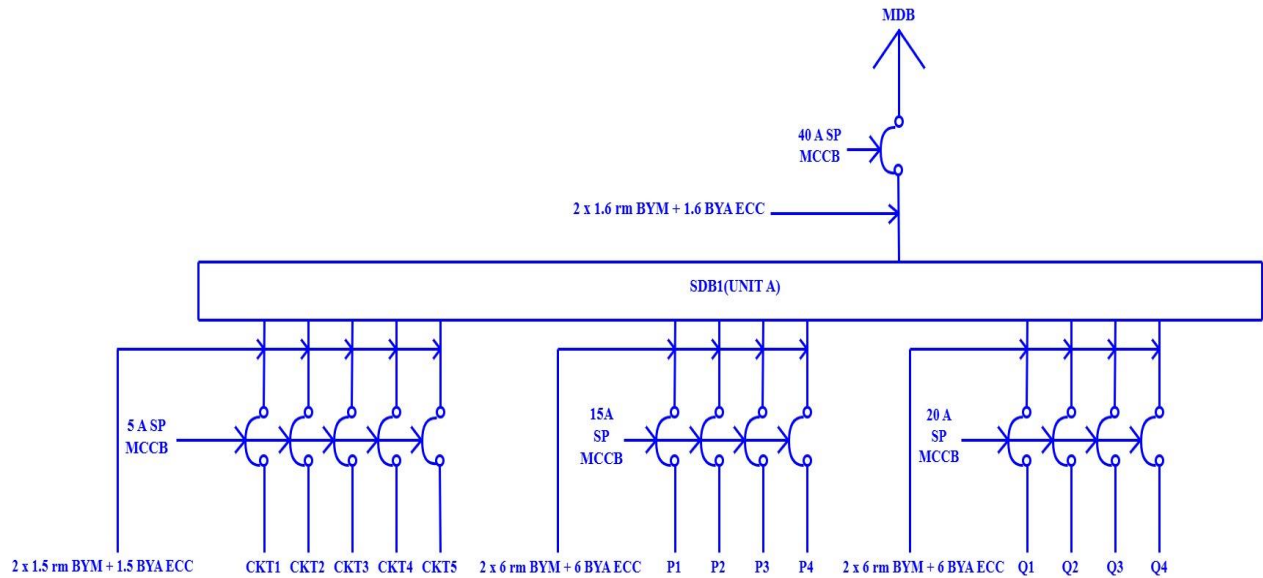 MDB
40 A SP
MCCB
2 x 1.6 rm BYM + 1.6 BYA ECC
SDB1(UNIT A)
5 A SP
MCCB
15A
SP
MCCB
20 A
SP
MCCB
2 x 1.5 rm BYM + 1.5 BYA ECC
CKT1
CKT2
CKT3
CKT4
CKT5
2 x 6 rm BYM + 6 BYA ECC
P1
P2
P3
P4
2 x 6 rm BYM + 6 BYA ECC
Q1
Q2
Q3
Q4